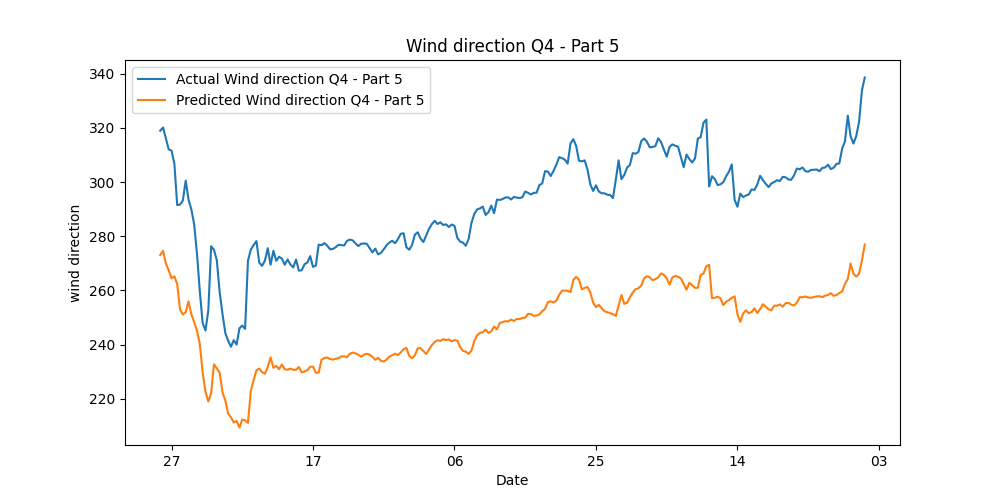 Wind direction Q4 - Part 5
Actual Wind direction Q4 - Part 5
Predicted Wind direction Q4 - Part 5
wind direction
340
320
300
280
260
240
220
27 17 06 25 14 03
Date